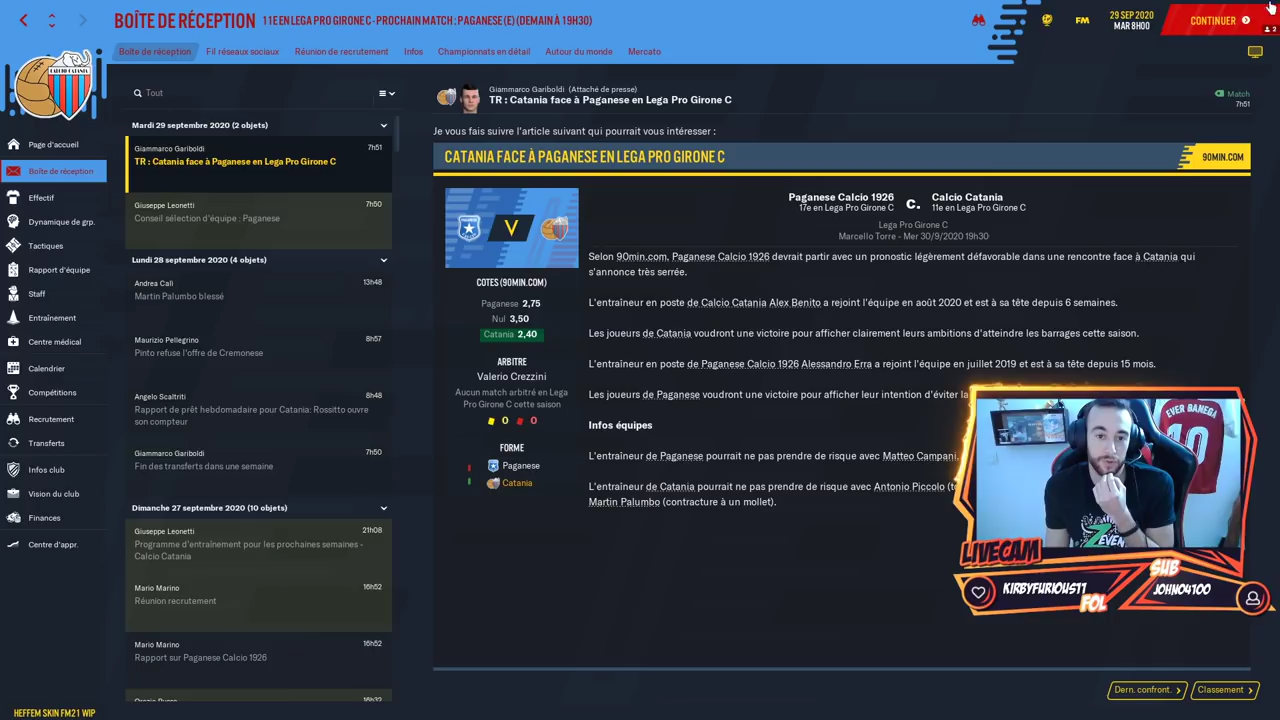 BOÎTE DE RÉCEPTION
11E EN LEGA PRO GIRONE C - PROCHAIN MATCH : PAGANESE (E) (DEMAIN À 19H30)
FM
29 SEP 2020
MAR 8H00
CONTINUER
2
Boîte de réception
Fil réseaux sociaux
Réunion de recrutement
Infos
Championnats en détail
Autour du monde
Mercato
CALCIO CATANIA
Page d'accueil
Boîte de réception
Effectif
Dynamique de grp.
Tactiques
Rapport d'équipe
Staff
Entraînement
Centre médical
Calendrier
Compétitions
Recrutement
Transferts
Infos club
Vision du club
Finances
Centre d'appr.
HEFFEM SKIN FM21 WIP
Tout
Mardi 29 septembre 2020 (2 objets)
Giammarco Gariboldi 7h51
TR : Catania face à Paganese en Lega Pro Girone C
Giuseppe Leonetti 7h50
Conseil sélection d'équipe : Paganese
Lundi 28 septembre 2020 (4 objets)
Andrea Calì 13h48
Martin Palumbo blessé
Maurizio Pellegrino 8h57
Pinto refuse l'offre de Cremonese
Angelo Scaltriti 8h48
Rapport de prêt hebdomadaire pour Catania: Rossitto ouvre
son compteur
Giammarco Gariboldi 7h50
Fin des transferts dans une semaine
Dimanche 27 septembre 2020 (10 objets)
Giuseppe Leonetti 21h08
Programme d'entraînement pour les prochaines semaines -
Calcio Catania
Mario Marino 16h52
Réunion recrutement
Mario Marino 16h52
Rapport sur Paganese Calcio 1926
16h32
Giammarco Gariboldi (Attaché de presse)
TR : Catania face à Paganese en Lega Pro Girone C
Match
7h51
Je vous fais suivre l'article suivant qui pourrait vous intéresser :
CATANIA FACE À PAGANESE EN LEGA PRO GIRONE C
90MIN.COM
V
COTES (90MIN.COM)
Paganese 2,75
Nul 3,50
Catania 2,40
ARBITRE
Valerio Crezzini
Aucun match arbitré en Lega
Pro Girone C cette saison
0 0
FORME
Paganese
Catania
Paganese Calcio 1926 c. Calcio Catania
17e en Lega Pro Girone C 11e en Lega Pro Girone C
Lega Pro Girone C
Marcello Torre - Mer 30/9/2020 19h30
Selon 90min.com, Paganese Calcio 1926 devrait partir avec un pronostic légèrement défavorable dans une rencontre face à Catania qui
s'annonce très serrée.
L'entraîneur en poste de Calcio Catania Alex Benito a rejoint l'équipe en août 2020 et est à sa tête depuis 6 semaines.
Les joueurs de Catania voudront une victoire pour afficher clairement leurs ambitions d'atteindre les barrages cette saison.
L'entraîneur en poste de Paganese Calcio 1926 Alessandro Erra a rejoint l'équipe en juillet 2019 et est à sa tête depuis 15 mois.
Les joueurs de Paganese voudront une victoire pour afficher leur intention d'éviter la
Infos équipes
L'entraîneur de Paganese pourrait ne pas prendre de risque avec Matteo Campani.
L'entraîneur de Catania pourrait ne pas prendre de risque avec Antonio Piccolo
Martin Palumbo (contracture à un mollet).
EVER BANEGA
10
LIVECAM
KIRBYFURIOUS11
FOL
SUB
JOHNO4100
Dern. confront.
Classement